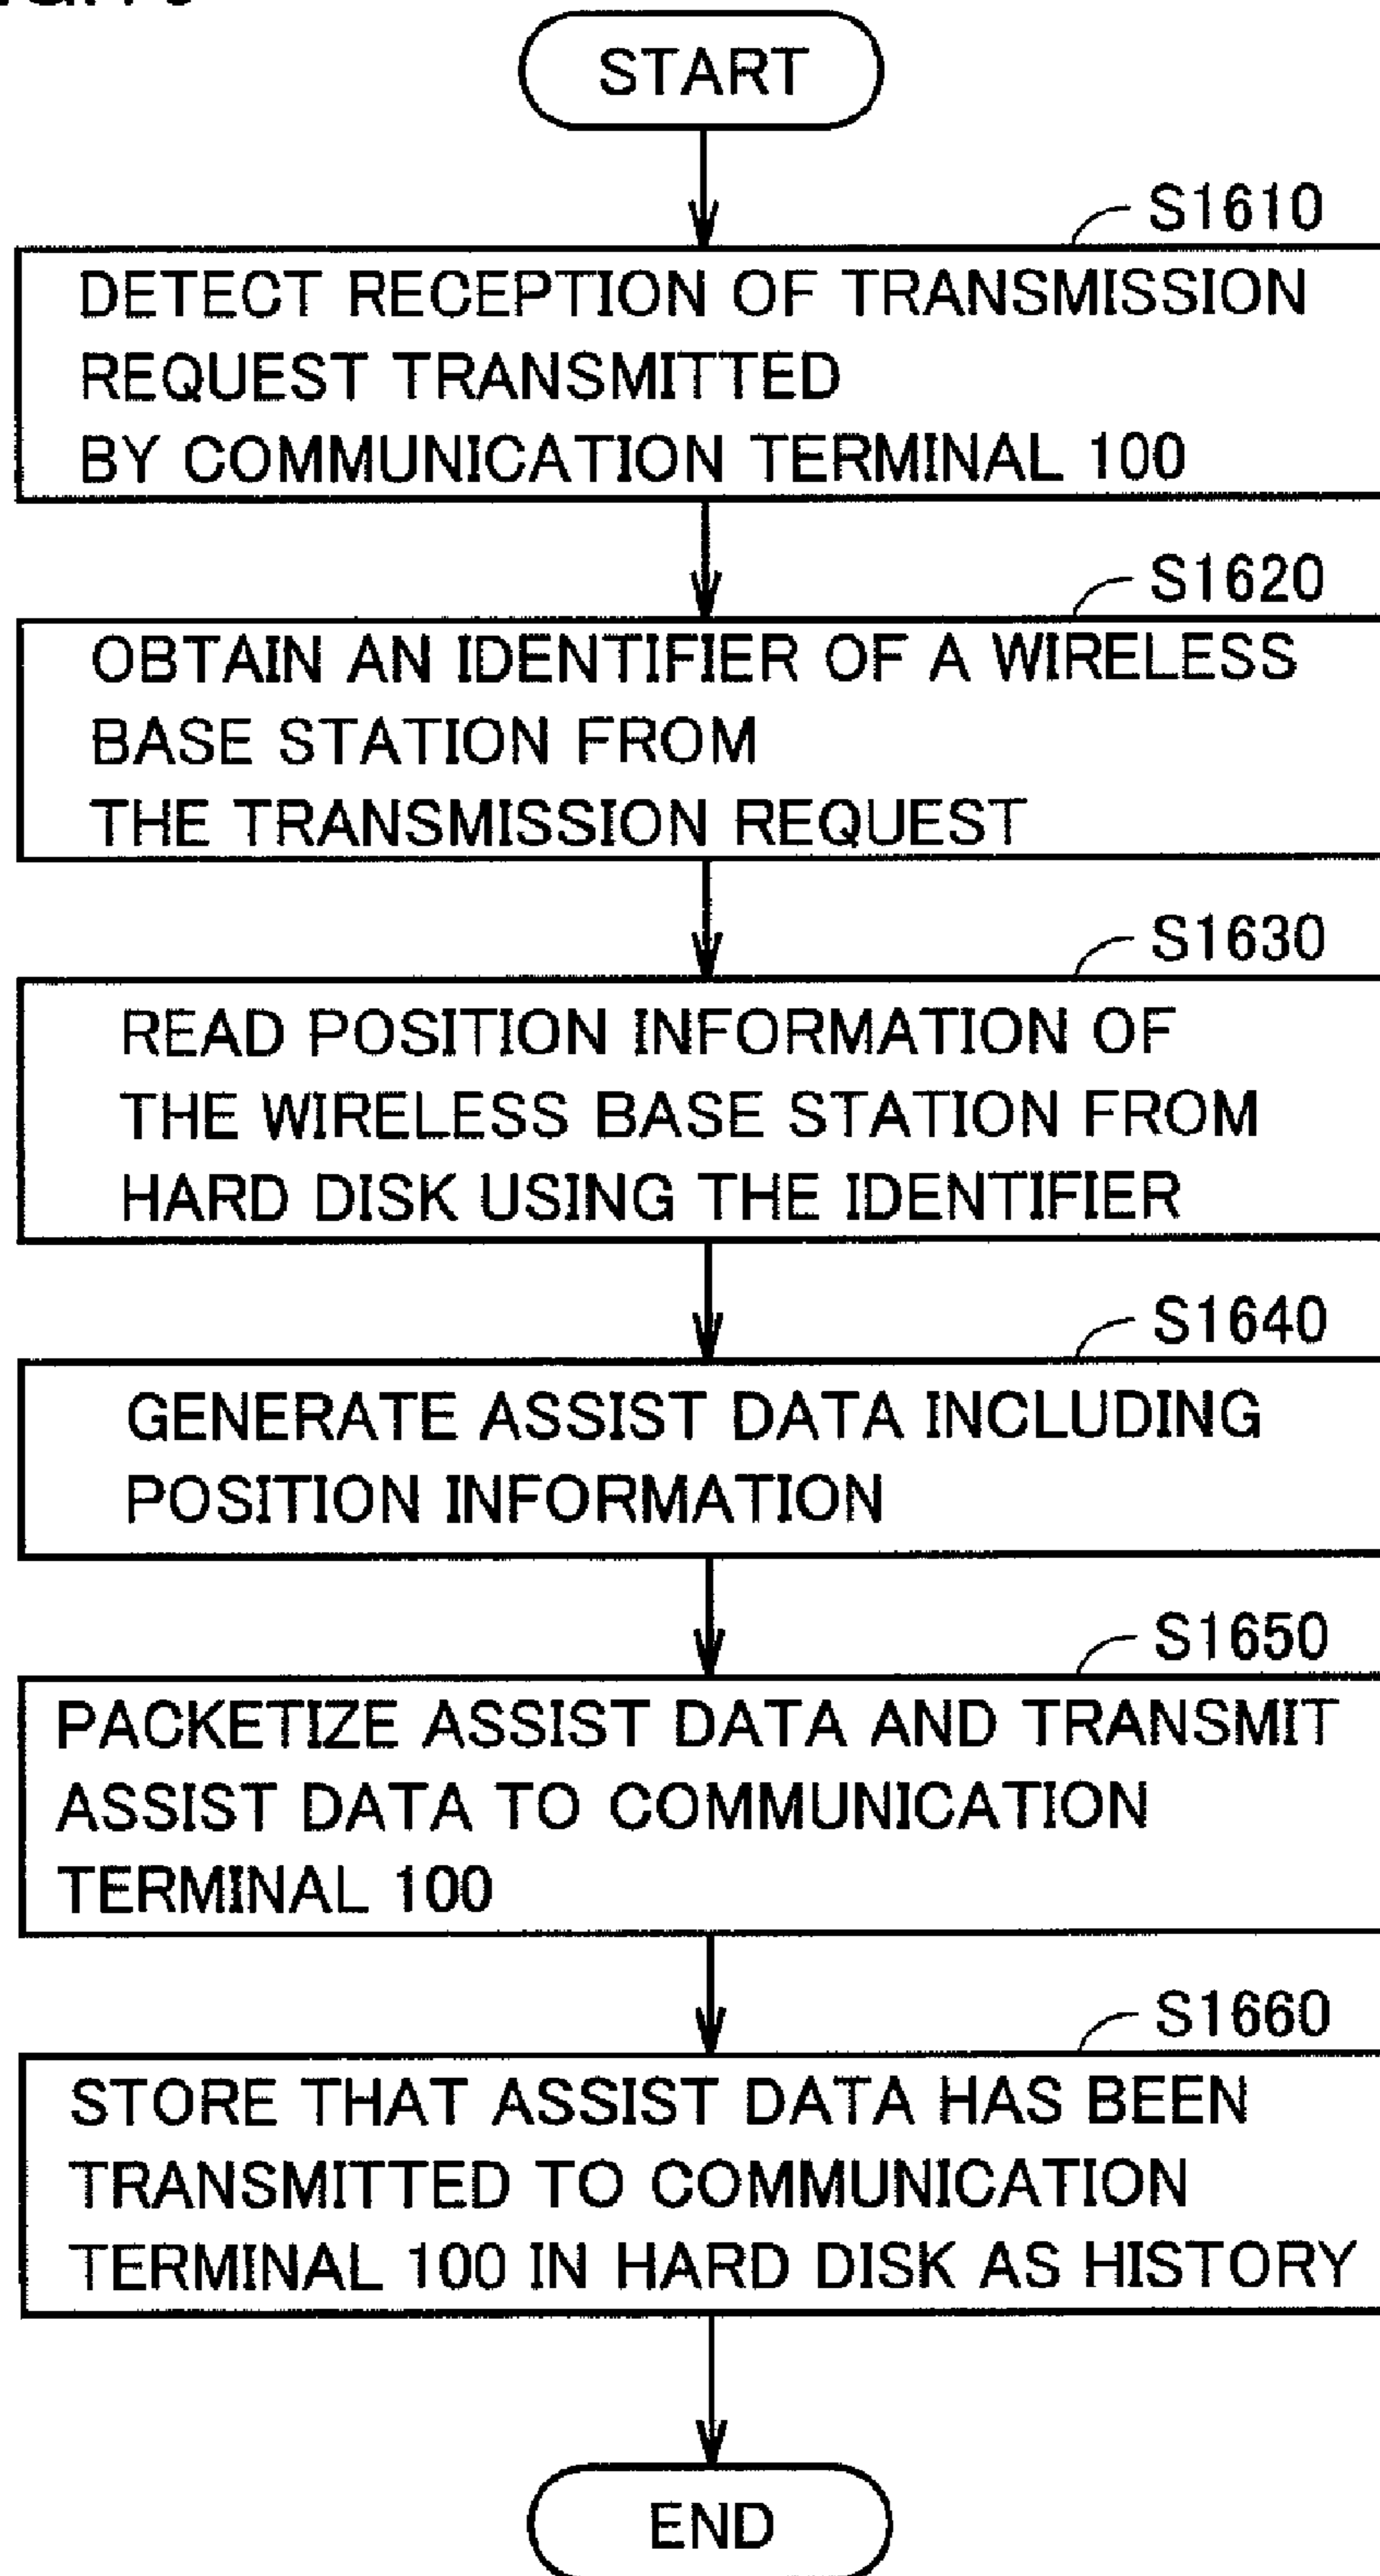 START
S1610
DETECT RECEPTION OF TRANSMISSION
REQUEST TRANSMITTED
BY COMMUNICATION TERMINAL 100
S1620
OBTAIN AN IDENTIFIER OF A WIRELESS
BASE STATION FROM
THE TRANSMISSION REQUEST
S1630
READ POSITION INFORMATION OF
THE WIRELESS BASE STATION FROM
HARD DISK USING THE IDENTIFIER
S1640
GENERATE ASSIST DATA INCLUDING
POSITION INFORMATION
S1650
PACKETIZE ASSIST DATA AND TRANSMIT
ASSIST DATA TO COMMUNICATION
TERMINAL 100
S1660
STORE THAT ASSIST DATA HAS BEEN
TRANSMITTED TO COMMUNICATION
TERMINAL 100 IN HARD DISK AS HISTORY
END